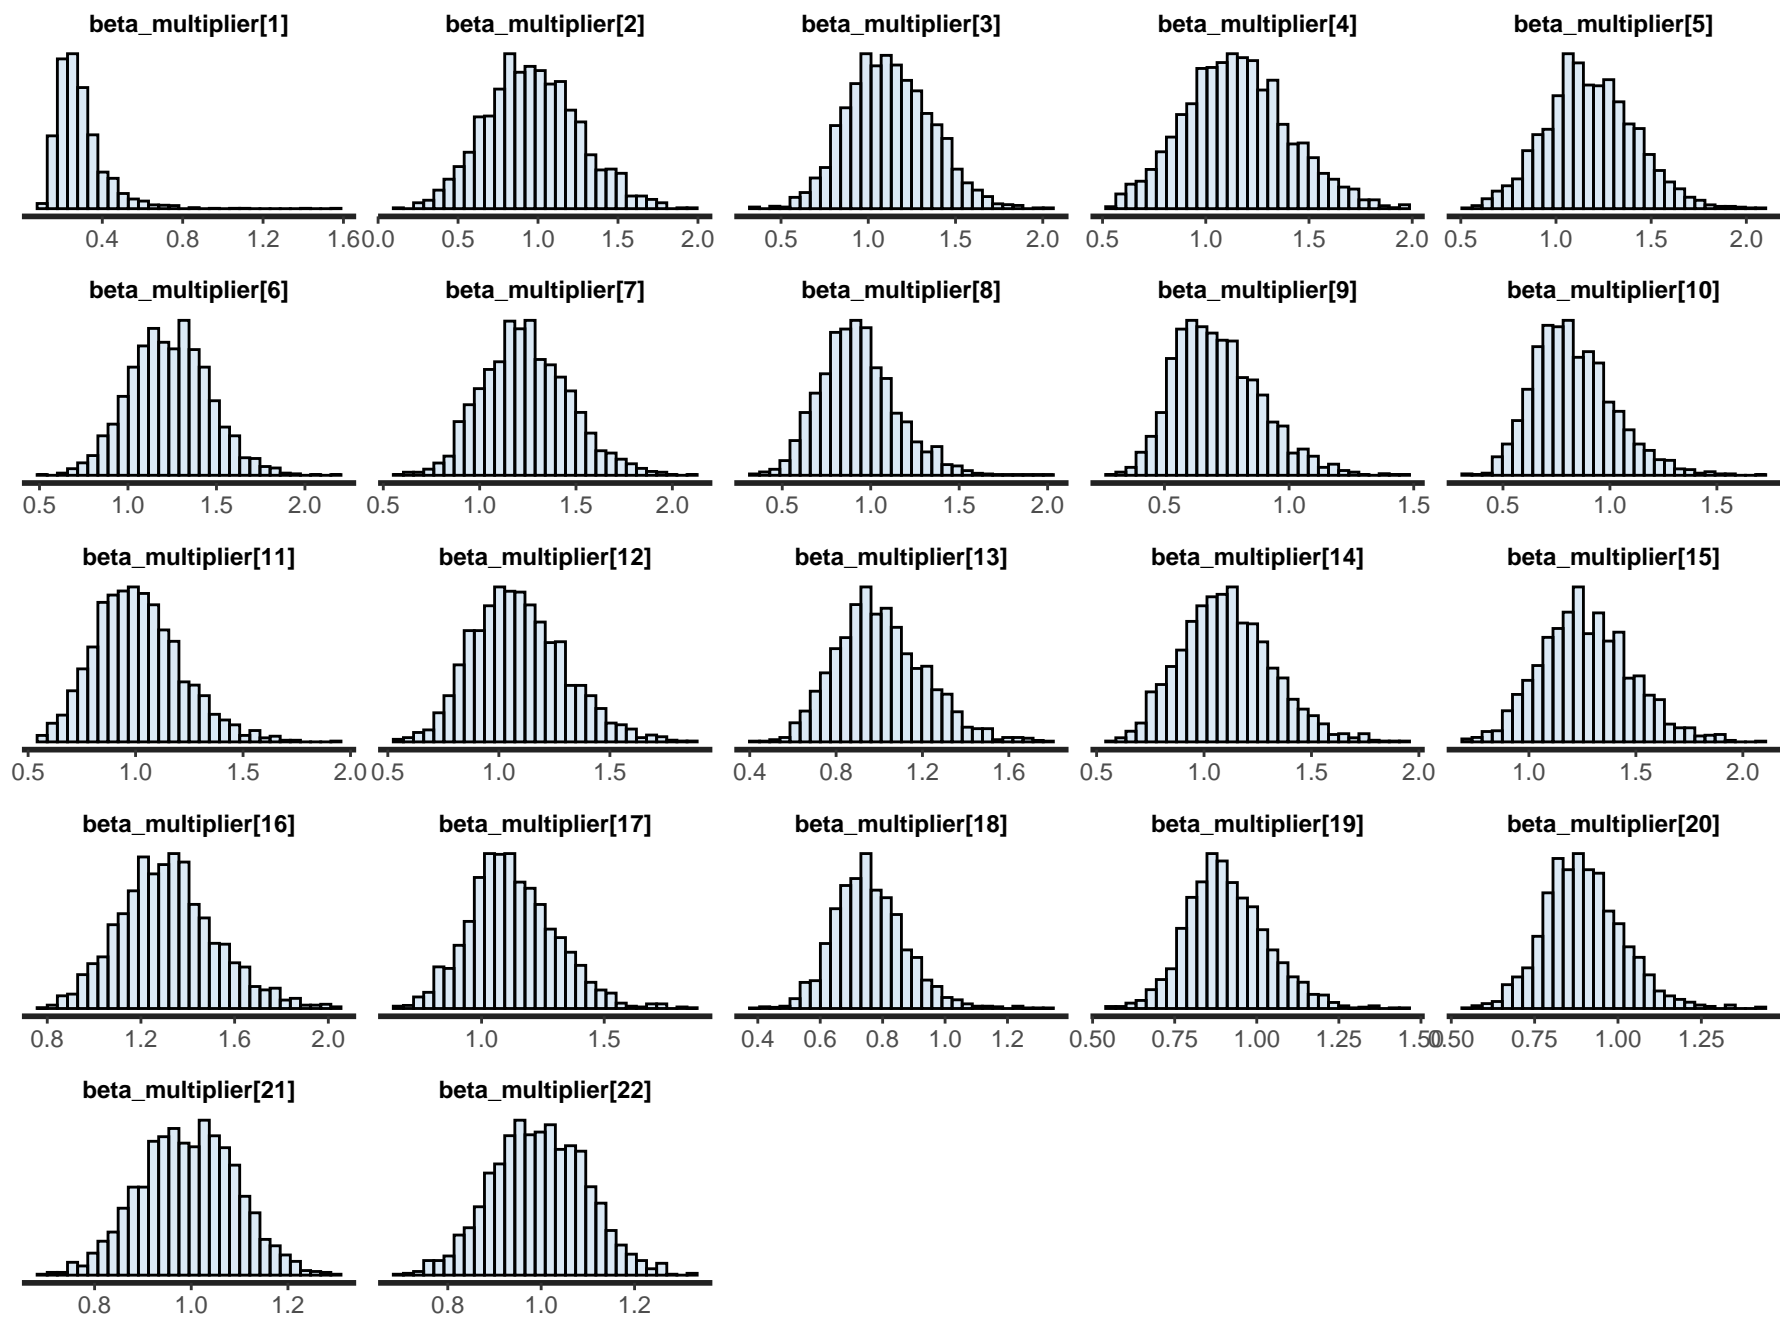 beta_multiplier[1] beta_multiplier[2] beta_multiplier[3] beta_multiplier[4] beta_multiplier[5]
0.4 0.8 1.2 1.6 0.0 0.5 1.0 1.5 2.0 0.5 1.0 1.5 2.0 0.5 1.0 1.5 2.0 0.5 1.0 1.5 2.0
beta_multiplier[6] beta_multiplier[7] beta_multiplier[8] beta_multiplier[9] beta_multiplier[10]
0.5 1.0 1.5 2.0 0.5 1.0 1.5 2.0 0.5 1.0 1.5 2.0 0.5 1.0 1.5 0.5 1.0 1.5
beta_multiplier[11] beta_multiplier[12] beta_multiplier[13] beta_multiplier[14] beta_multiplier[15]
0.5 1.0 1.5 2.0 0.5 1.0 1.5 0.4 0.8 1.2 1.6 0.5 1.0 1.5 2.0 1.0 1.5 2.0
beta_multiplier[16] beta_multiplier[17] beta_multiplier[18] beta_multiplier[19] beta_multiplier[20]
0.8 1.2 1.6 2.0 1.0 1.5 0.4 0.6 0.8 1.0 1.2 0.50 0.75 1.00 1.25 1.50 0.50 0.75 1.00 1.25
beta_multiplier[21] beta_multiplier[22]
0.8 1.0 1.2 0.8 1.0 1.2